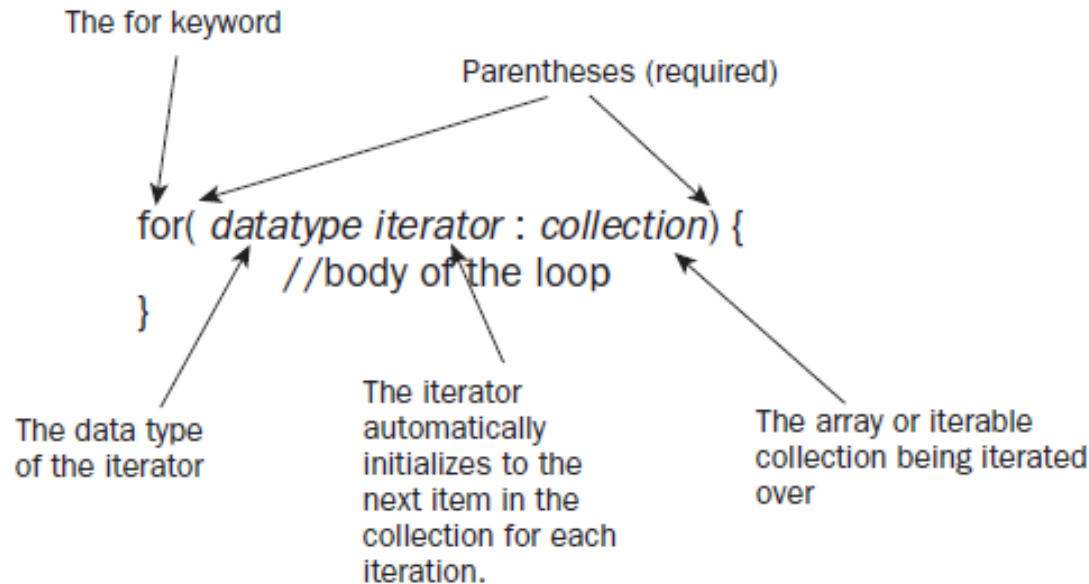 The for keyword
Parentheses (required)
for( datatype iterator : collection) {
//body of the loop
}
The data type
of the iterator
The iterator
automatically
initializes to the
next item in the
collection for each
iteration.
The array or iterable
collection being iterated
over